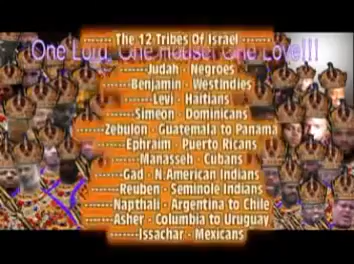 ------ The 12 Tribes Of Israel ------
One Lord, One House, One Love!!!
------Judah - Negroes
------Benjamin - WestIndies
------Levi - Haitians
------Simeon - Dominicans
------Zebulon - Guatemala to Panama
------Ephraim - Puerto Ricans
------Manasseh - Cubans
------Gad - N.American Indians
------Reuben - Seminole Indians
------Napthali - Argentina to Chile
------Asher - Columbia to Uruguay
------Issachar - Mexicans